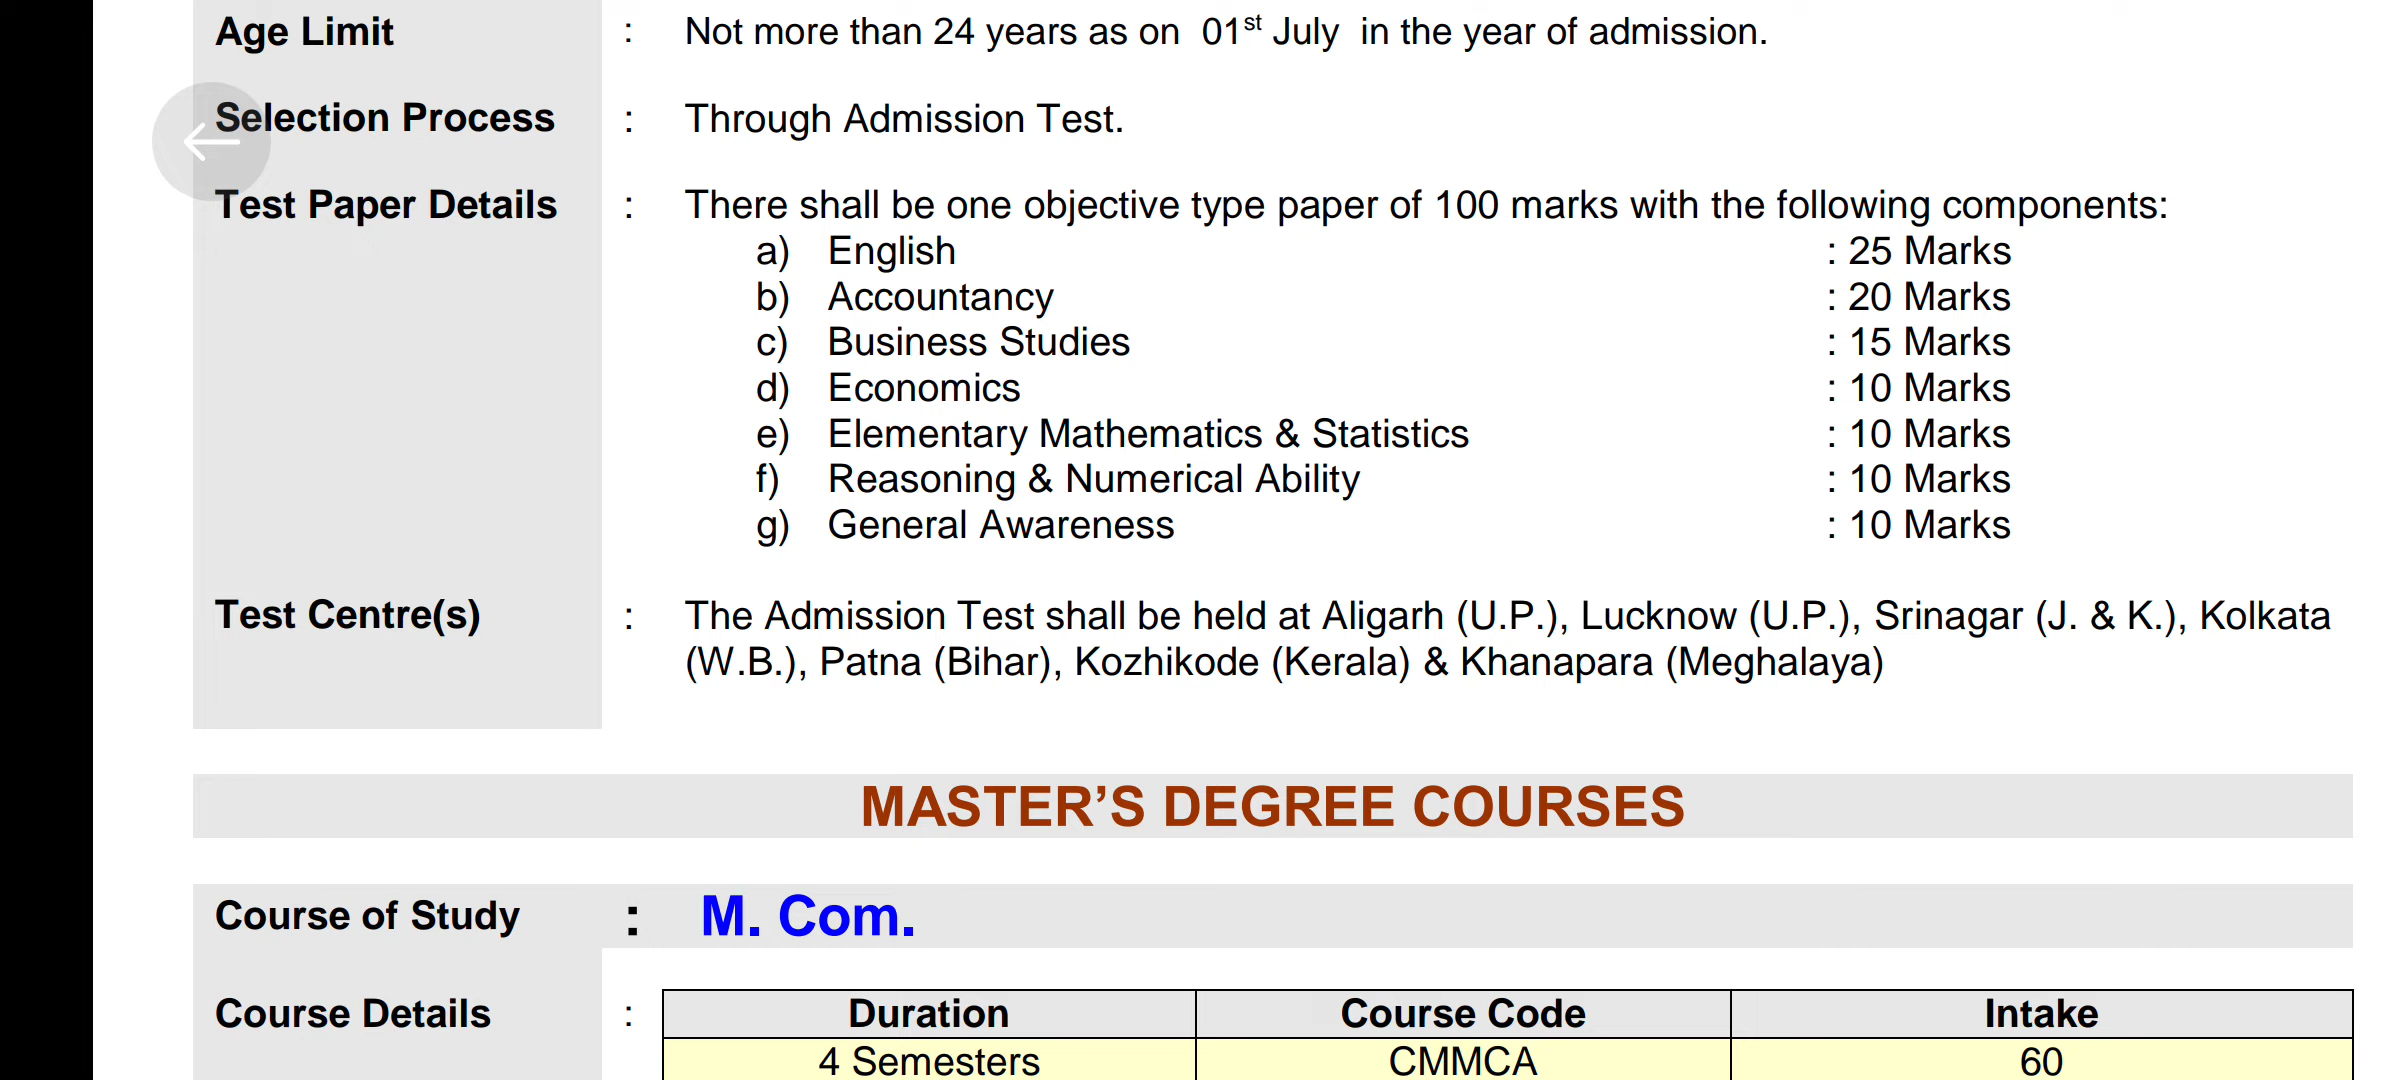 Age Limit : Not more than 24 years as on 01st July in the year of admission.
Selection Process : Through Admission Test.
Test Paper Details : There shall be one objective type paper of 100 marks with the following components:
a) English : 25 Marks
b) Accountancy : 20 Marks
c) Business Studies : 15 Marks
d) Economics : 10 Marks
e) Elementary Mathematics & Statistics : 10 Marks
f) Reasoning & Numerical Ability : 10 Marks
g) General Awareness : 10 Marks
Test Centre(s) : The Admission Test shall be held at Aligarh (U.P.), Lucknow (U.P.), Srinagar (J. & K.), Kolkata
(W.B.), Patna (Bihar), Kozhikode (Kerala) & Khanapara (Meghalaya)
MASTER’S DEGREE COURSES
Course of Study : M. Com.
Course Details : Duration Course Code Intake
4 Semesters CMMCA 60